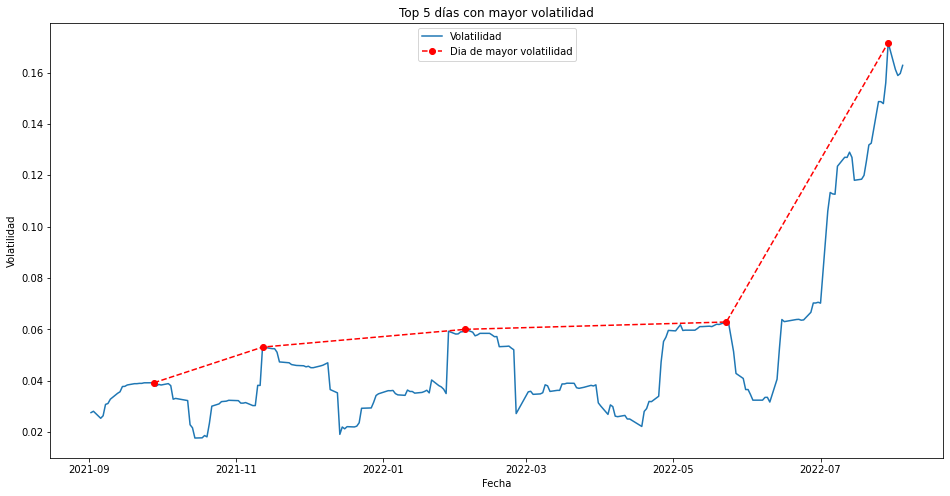 Top 5 días con mayor volatilidad
Volatilidad
Dia de mayor volatilidad
0.16
0.14
0.12
0.10
0.08
0.06
0.04
0.02
Volatilidad
2021-09 2021-11 2022-01 2022-03 2022-05 2022-07
Fecha